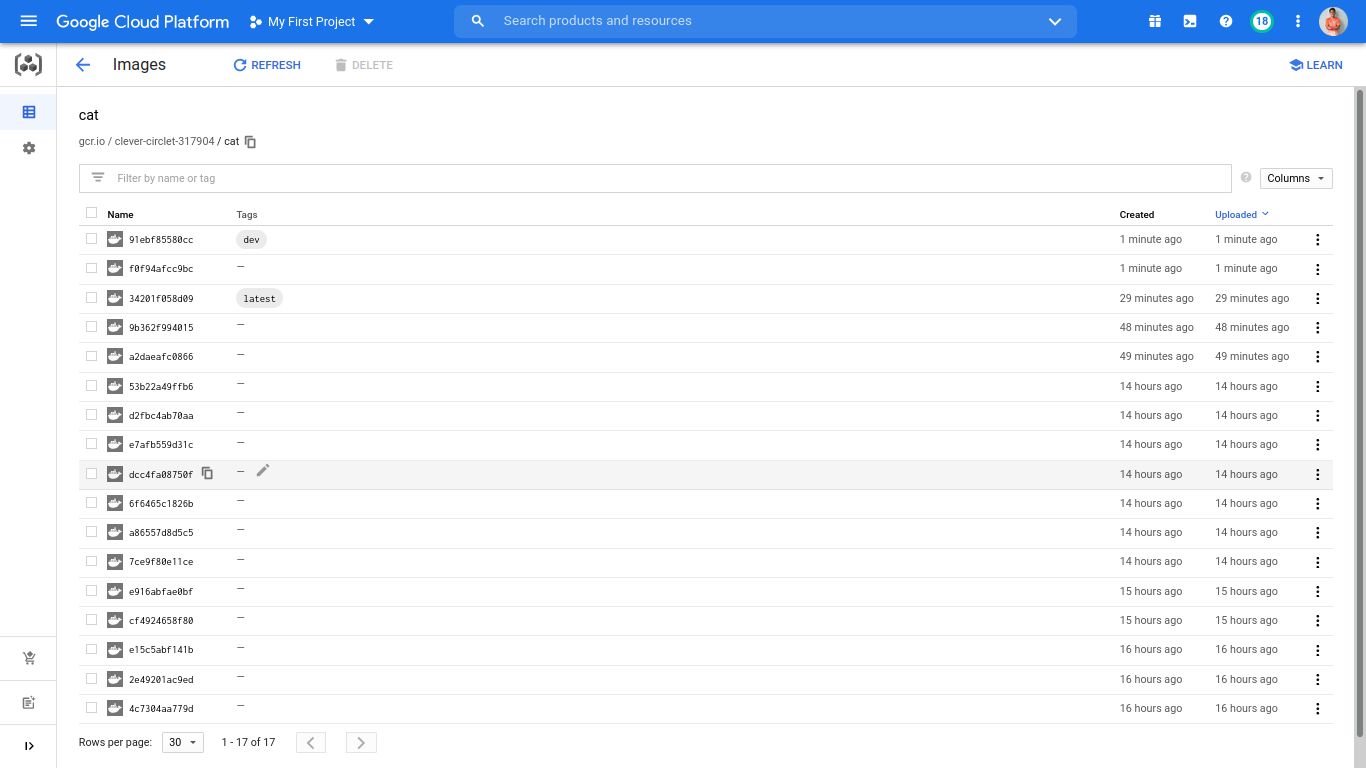 Google Cloud Platform My First Project Search products and resources 18
Images REFRESH DELETE LEARN
cat
gcr.io / clever-circlet-317904 / cat
Filter by name or tag Columns
Name Tags Created Uploaded
91ebf85580cc dev 1 minute ago 1 minute ago
f0f94afcc9bc — 1 minute ago 1 minute ago
34201f058d09 latest 29 minutes ago 29 minutes ago
9b362f994015 — 48 minutes ago 48 minutes ago
a2daeafc0866 — 49 minutes ago 49 minutes ago
53b22a49ffb6 — 14 hours ago 14 hours ago
d2fbc4ab70aa — 14 hours ago 14 hours ago
e7afb559d31c — 14 hours ago 14 hours ago
dcc4fa08750f — 14 hours ago 14 hours ago
6f6465c1826b — 14 hours ago 14 hours ago
a86557d8d5c5 — 14 hours ago 14 hours ago
7ce9f80e11ce — 14 hours ago 14 hours ago
e916abfae0bf — 15 hours ago 15 hours ago
cf4924658f80 — 15 hours ago 15 hours ago
e15c5abf141b — 16 hours ago 16 hours ago
2e49201ac9ed — 16 hours ago 16 hours ago
4c7304aa779d — 16 hours ago 16 hours ago
Rows per page: 30 1 - 17 of 17